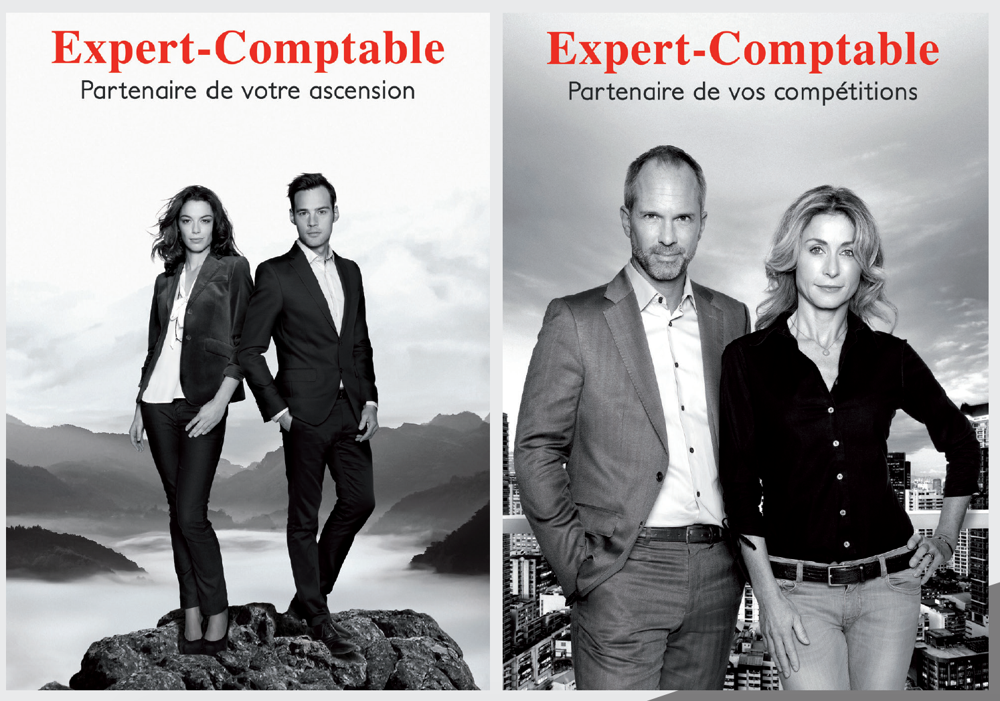 Expert-Comptable
Partenaire de votre ascension
Expert-Comptable
Partenaire de vos compétitions